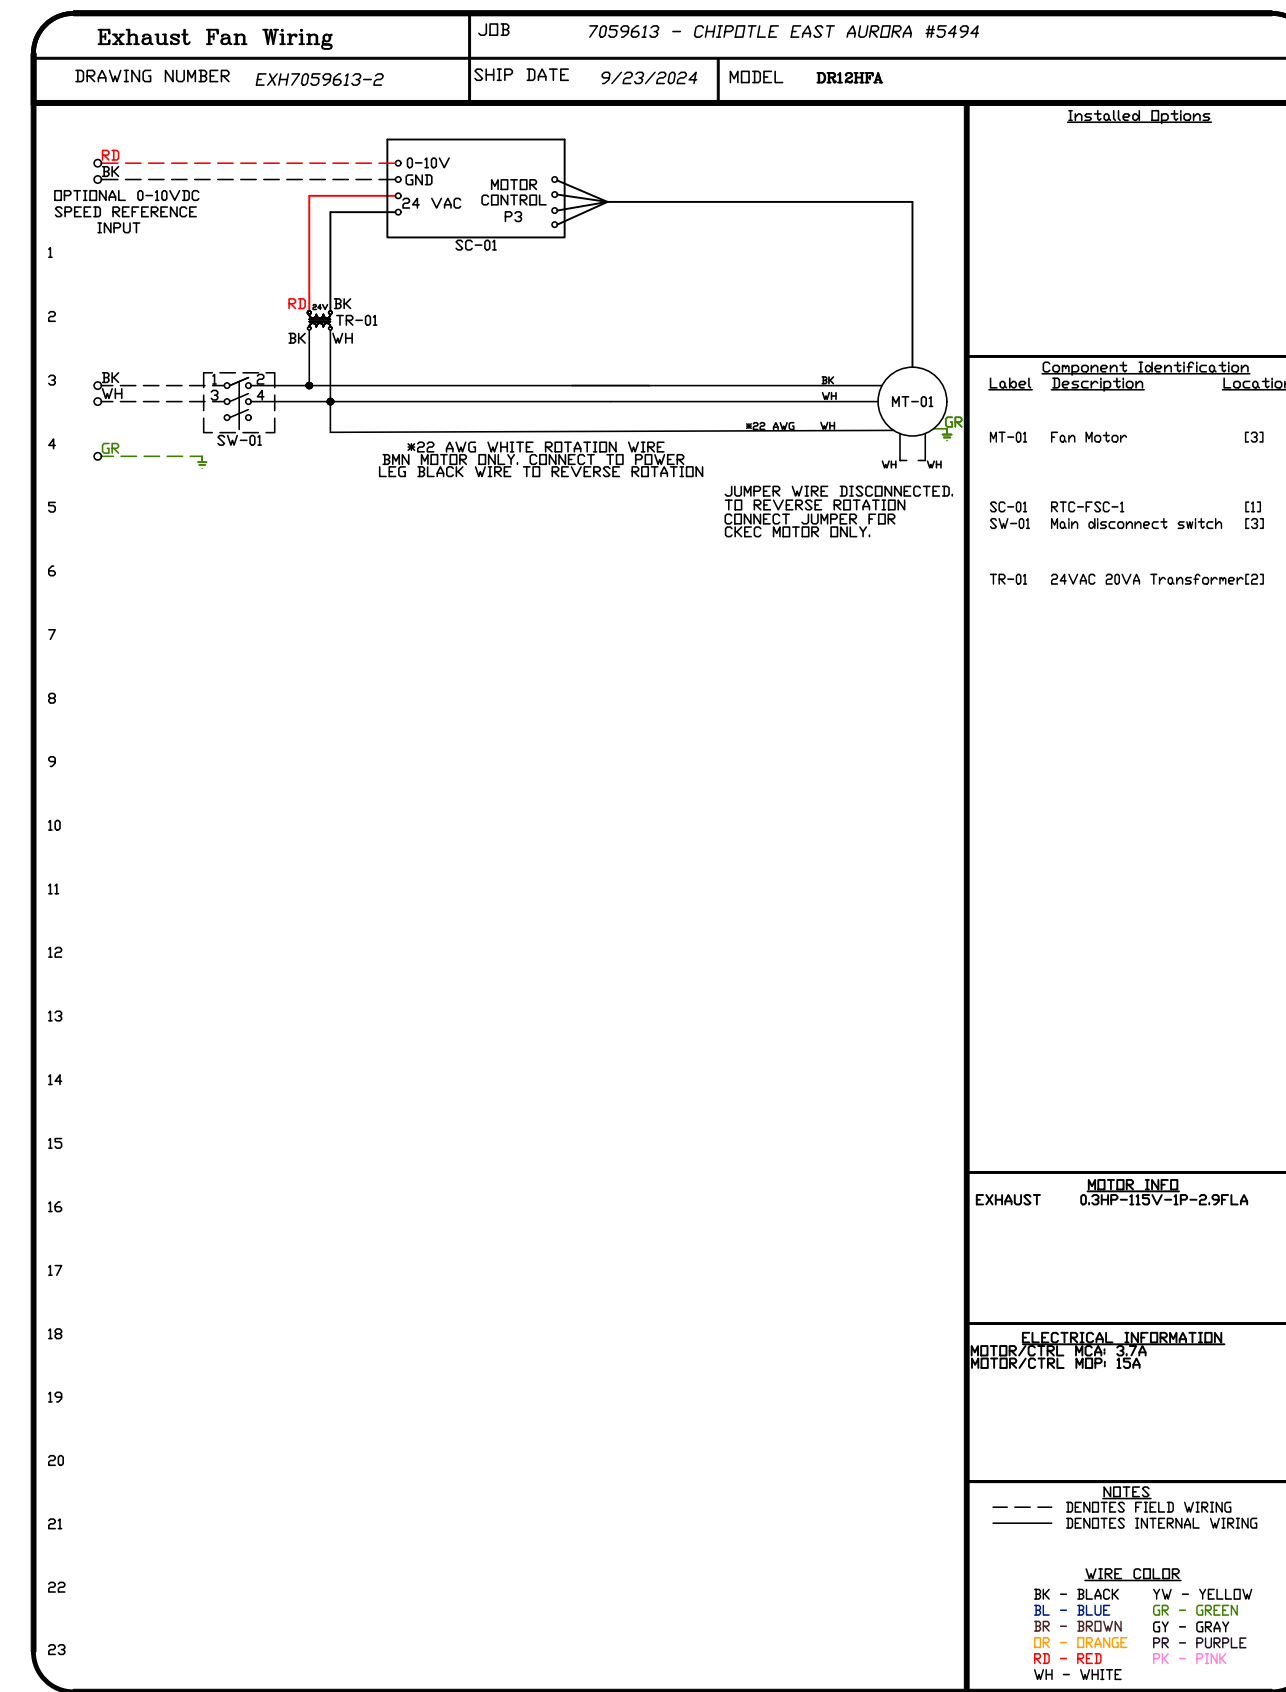 Exhaust Fan Wiring
JOB 7059613 - CHIPOTLE EAST AURORA #5494
DRAWING NUMBER EXH7059613-2
SHIP DATE 9/23/2024
MODEL DR12HFA
RD
BK
OPTIONAL 0-10VDC
SPEED REFERENCE
INPUT
0-10V
GND
24 VAC
MOTOR
CONTROL
P3
SC-01
RD 24V BK
TR-01
BK WH
BK
WH
1 2
3 4
SW-01
GR
BK
WH
*22 AWG WH
MT-01
GR
WH WH
*22 AWG WHITE ROTATION WIRE
BMN MOTOR ONLY. CONNECT TO POWER
LEG BLACK WIRE TO REVERSE ROTATION
JUMPER WIRE DISCONNECTED.
TO REVERSE ROTATION
CONNECT JUMPER FOR
CKEC MOTOR ONLY.
1
2
3
4
5
6
7
8
9
10
11
12
13
14
15
16
17
18
19
20
21
22
23
Installed Options
Component Identification
Label Description Location
MT-01 Fan Motor [3]
SC-01 RTC-FSC-1 [1]
SW-01 Main disconnect switch [3]
TR-01 24VAC 20VA Transformer[2]
MOTOR INFO
EXHAUST 0.3HP-115V-1P-2.9FLA
ELECTRICAL INFORMATION
MOTOR/CTRL MCA: 3.7A
MOTOR/CTRL MOP: 15A
NOTES
DENOTES FIELD WIRING
DENOTES INTERNAL WIRING
WIRE COLOR
BK - BLACK YW - YELLOW
BL - BLUE GR - GREEN
BR - BROWN GY - GRAY
OR - ORANGE PR - PURPLE
RD - RED PK - PINK
WH - WHITE